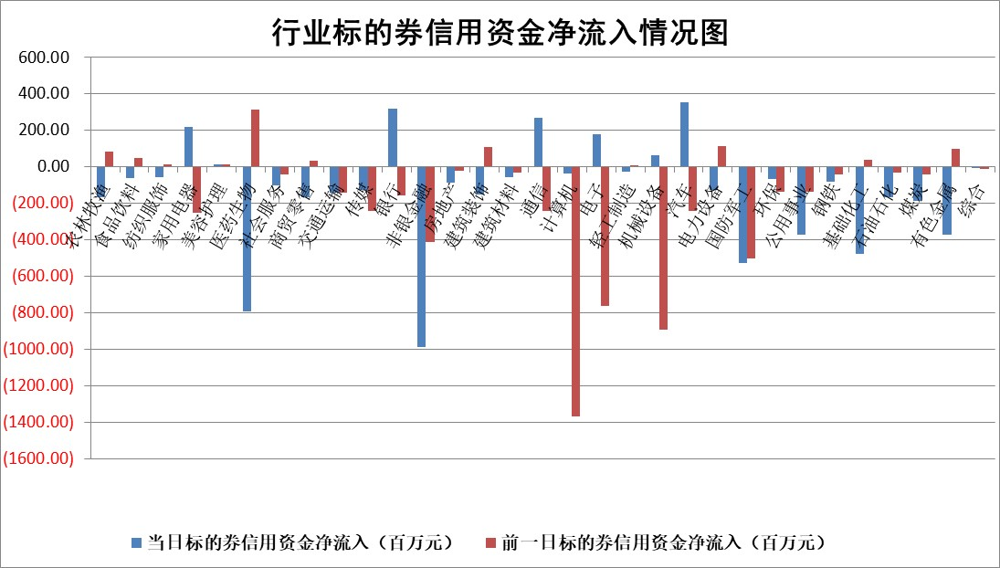 行业标的券信用资金净流入情况图
600.00
400.00
200.00
0.00
(200.00)
(400.00)
(600.00)
(800.00)
(1000.00)
(1200.00)
(1400.00)
(1600.00)
农林牧渔
食品饮料
纺织服饰
家用电器
美容护理
医药生物
社会服务
商贸零售
交通运输
传媒
银行
非银金融
房地产
建筑装饰
建筑材料
通信
计算机
电子
轻工制造
机械设备
汽车
电力设备
国防军工
环保
公用事业
钢铁
基础化工
石油石化
煤炭
有色金属
综合
当日标的券信用资金净流入（百万元）
前一日标的券信用资金净流入（百万元）